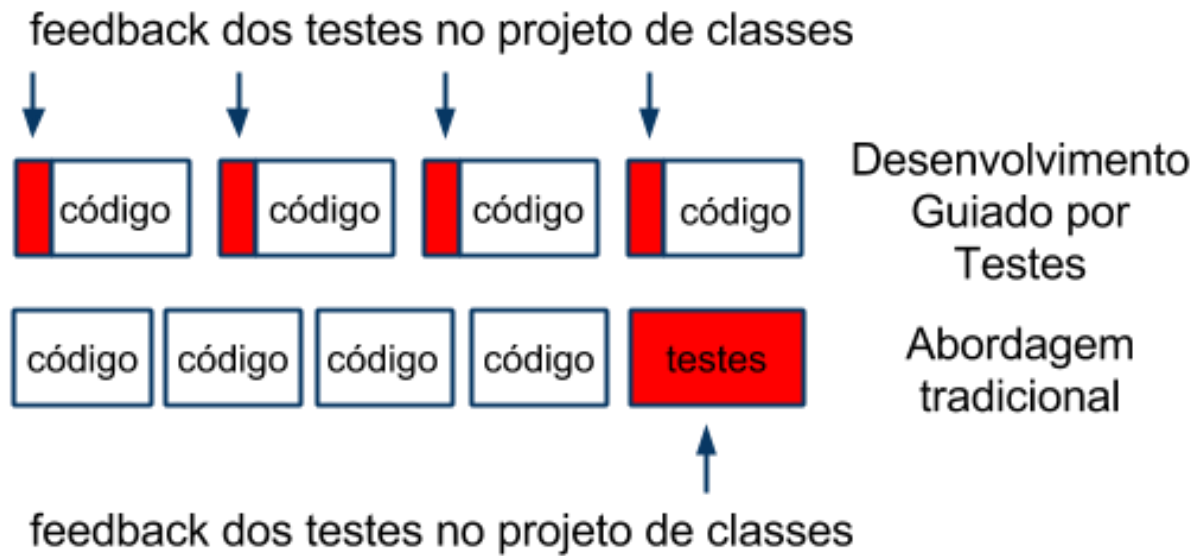 feedback dos testes no projeto de classes
código
código
código
código
Desenvolvimento
Guiado por
Testes
código
código
código
código
testes
Abordagem
tradicional
feedback dos testes no projeto de classes